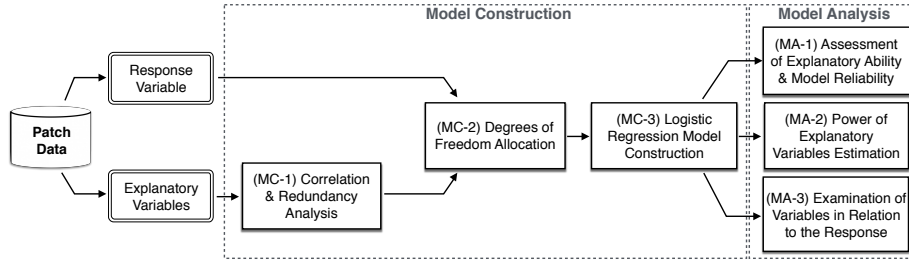 Model Construction
Model Analysis
Response
Variable
Patch
Data
Explanatory
Variables
(MC-1) Correlation
& Redundancy
Analysis
(MC-2) Degrees of
Freedom Allocation
(MC-3) Logistic
Regression Model
Construction
(MA-1) Assessment
of Explanatory Ability
& Model Reliability
(MA-2) Power of
Explanatory
Variables Estimation
(MA-3) Examination of
Variables in Relation
to the Response